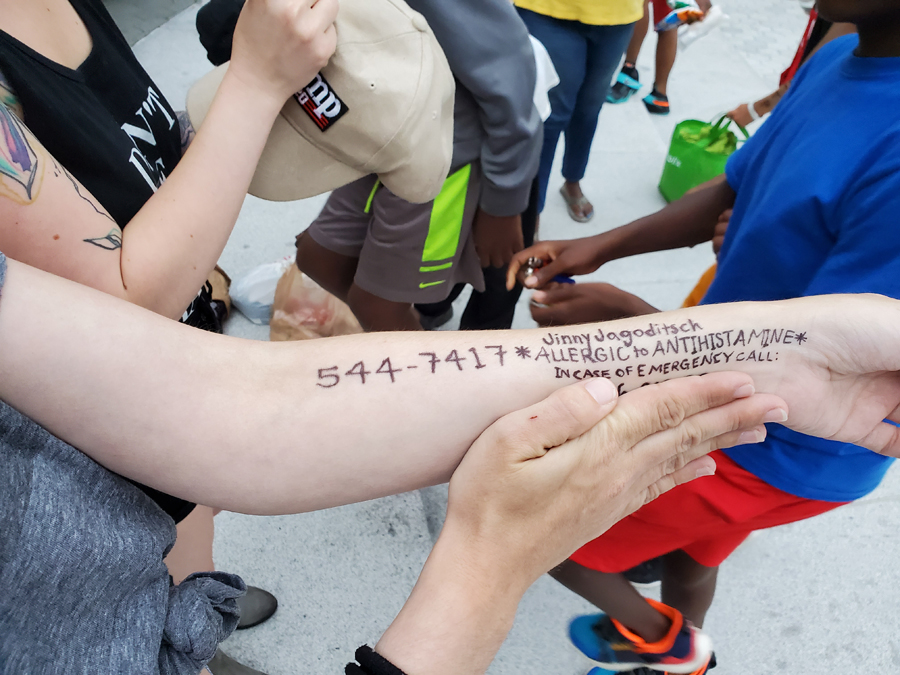 544-7417
Jinny Jagoditsch
*ALLERGIC to ANTIHISTAMINE*
IN CASE OF EMERGENCY CALL: